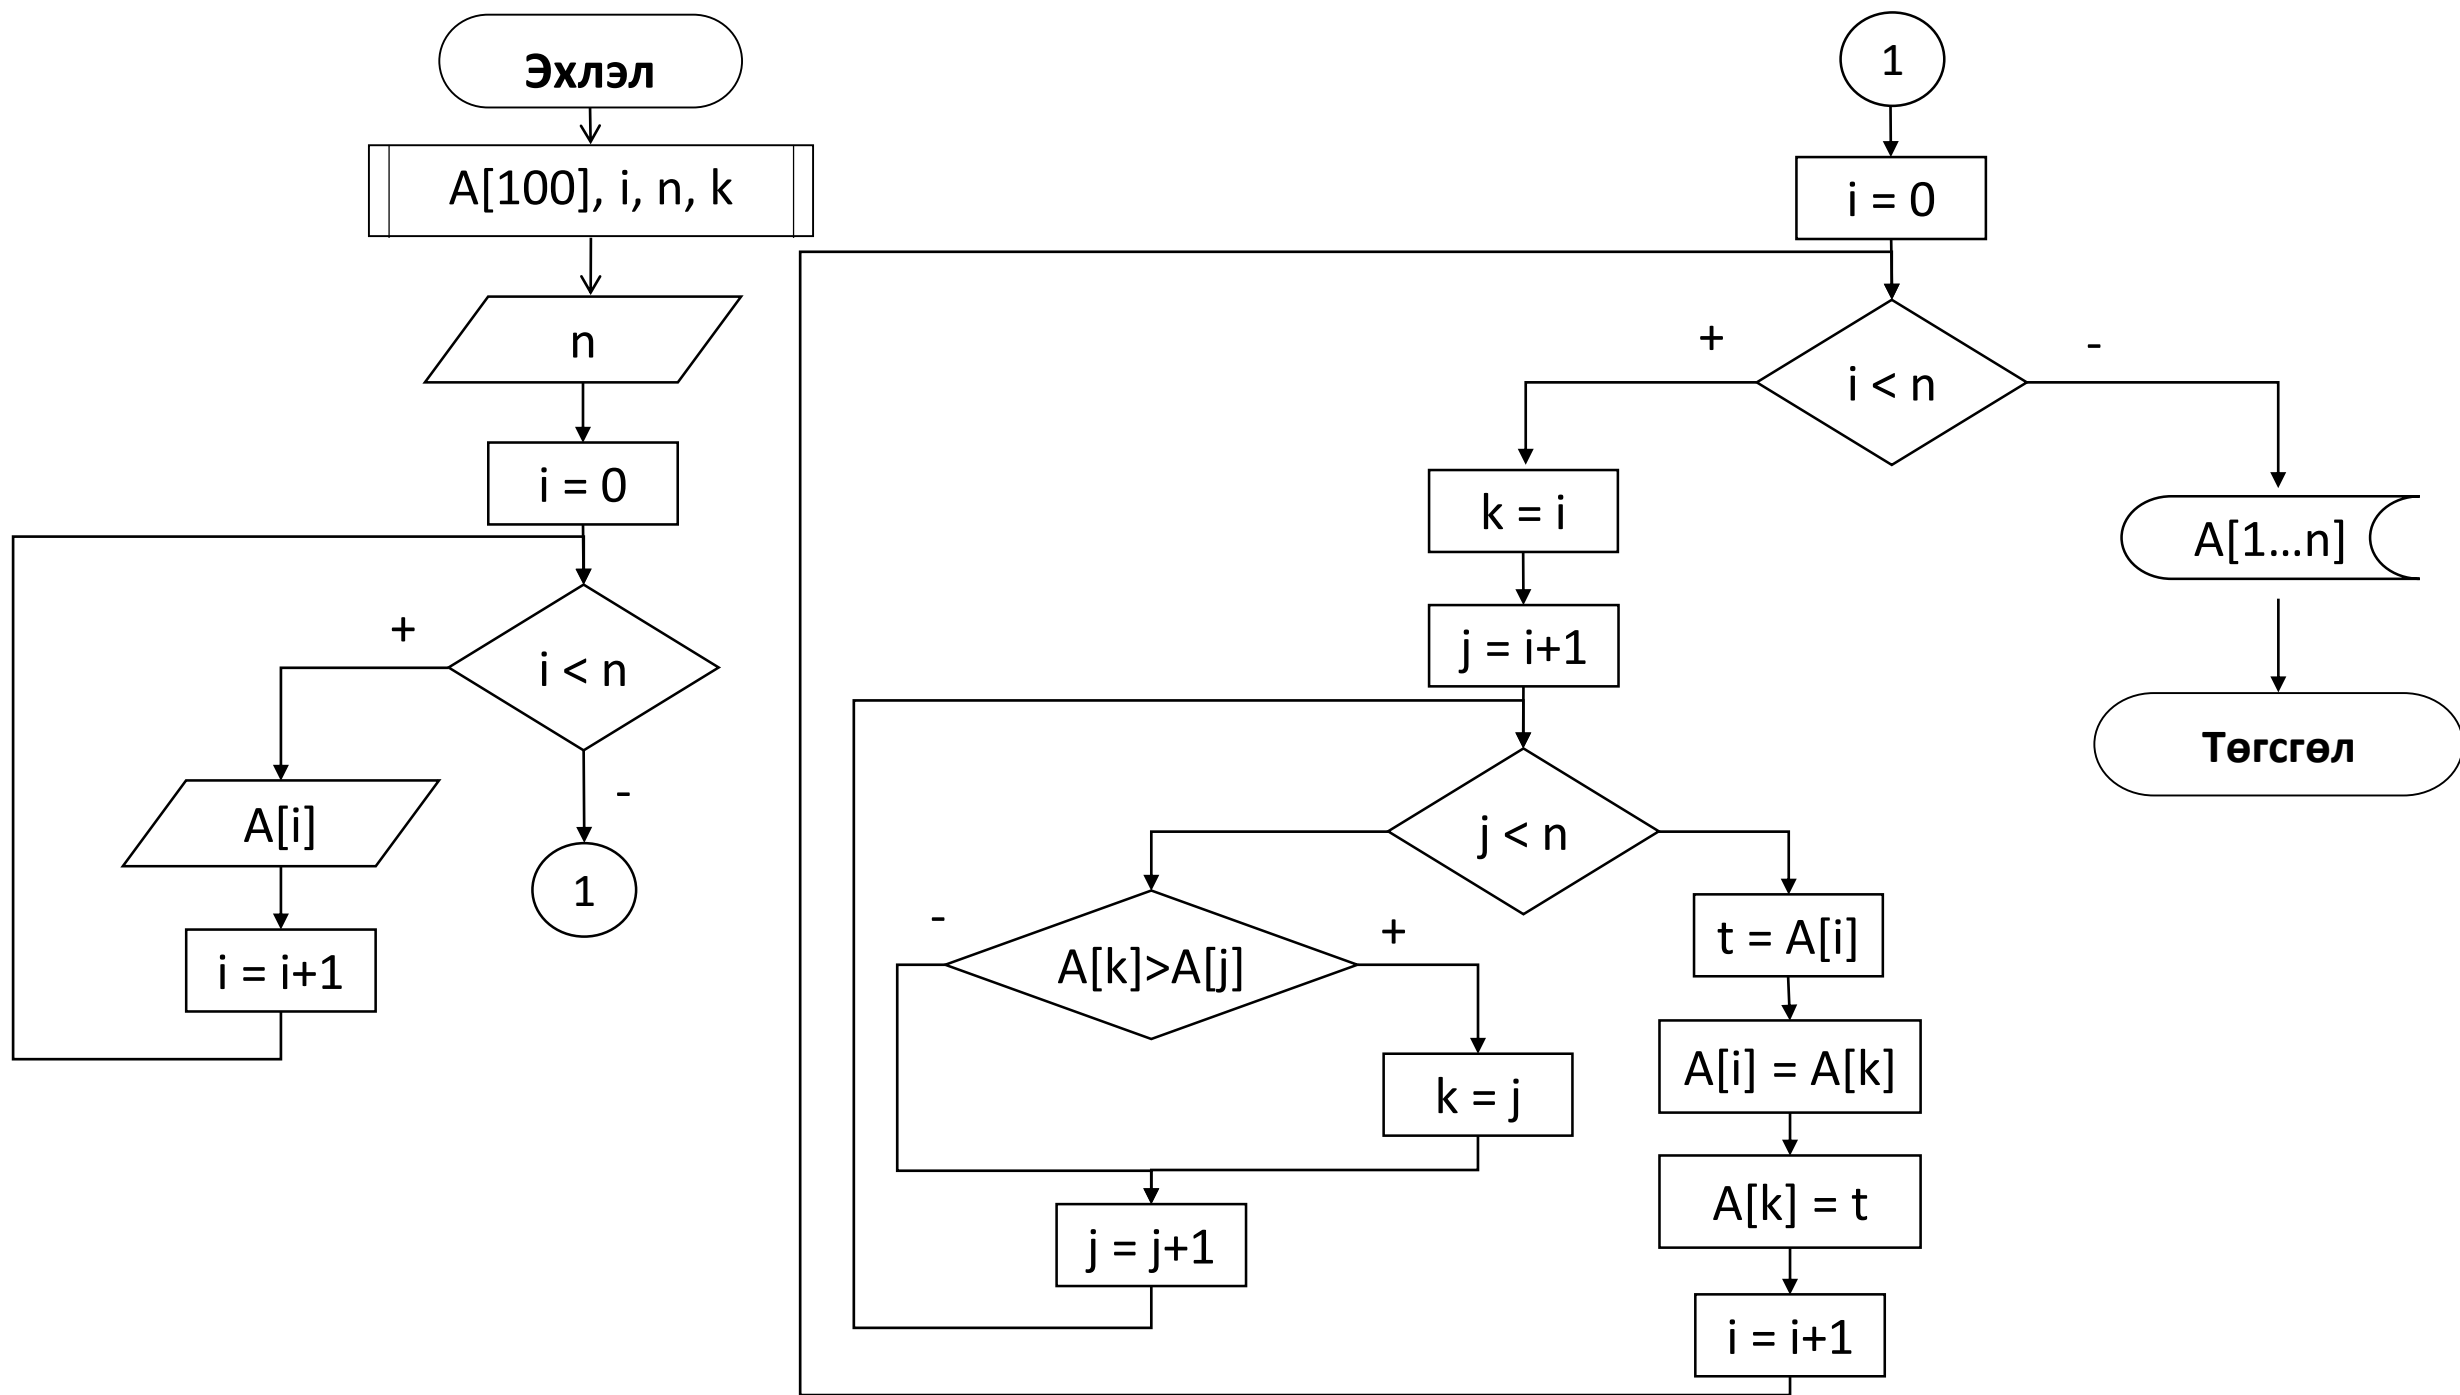 Эхлэл
A[100], i, n, k
n
i = 0
i < n
+
-
A[i]
1
i = i+1
1
i = 0
i < n
+
-
k = i
A[1...n]
j = i+1
Төгсгөл
j < n
-
A[k]>A[j]
+
t = A[i]
k = j
A[i] = A[k]
A[k] = t
j = j+1
i = i+1